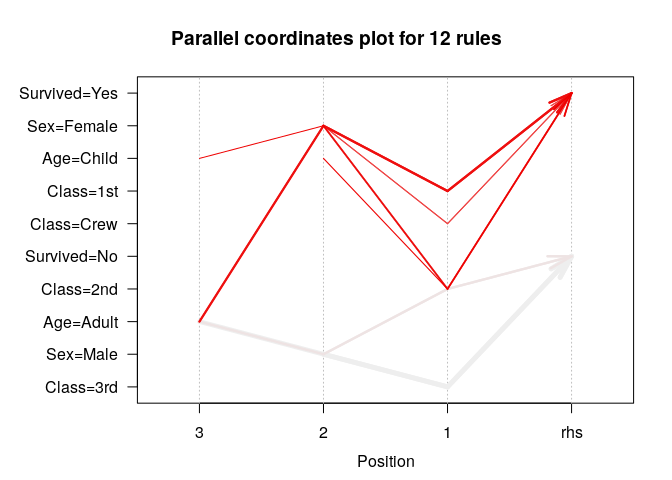 Parallel coordinates plot for 12 rules
Survived=Yes
Sex=Female
Age=Child
Class=1st
Class=Crew
Survived=No
Class=2nd
Age=Adult
Sex=Male
Class=3rd
3 2 1 rhs
Position